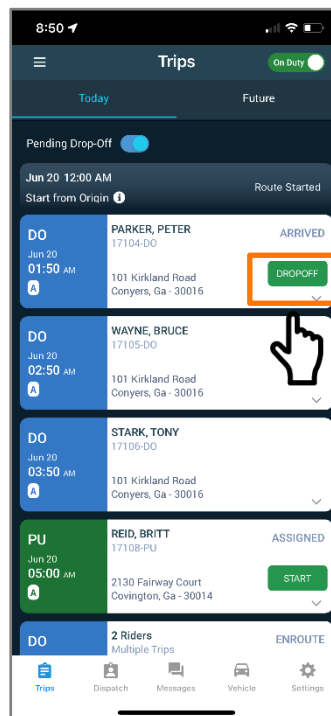 8:50
Trips
On Duty
Today
Future
Pending Drop-Off
Jun 20 12:00 AM
Start from Origin
Route Started
DO
Jun 20
01:50 AM
A
PARKER, PETER
17104-DO
101 Kirkland Road
Conyers, Ga - 30016
ARRIVED
DROPOFF
DO
Jun 20
02:50 AM
A
WAYNE, BRUCE
17105-DO
101 Kirkland Road
Conyers, Ga - 30016
DO
Jun 20
03:50 AM
A
STARK, TONY
17106-DO
101 Kirkland Road
Conyers, Ga - 30016
PU
Jun 20
05:00 AM
A
REID, BRITT
17108-PU
2130 Fairway Court
Covington, Ga - 30014
ASSIGNED
START
DO
2 Riders
Multiple Trips
ENROUTE
Trips
Dispatch
Messages
Vehicle
Settings